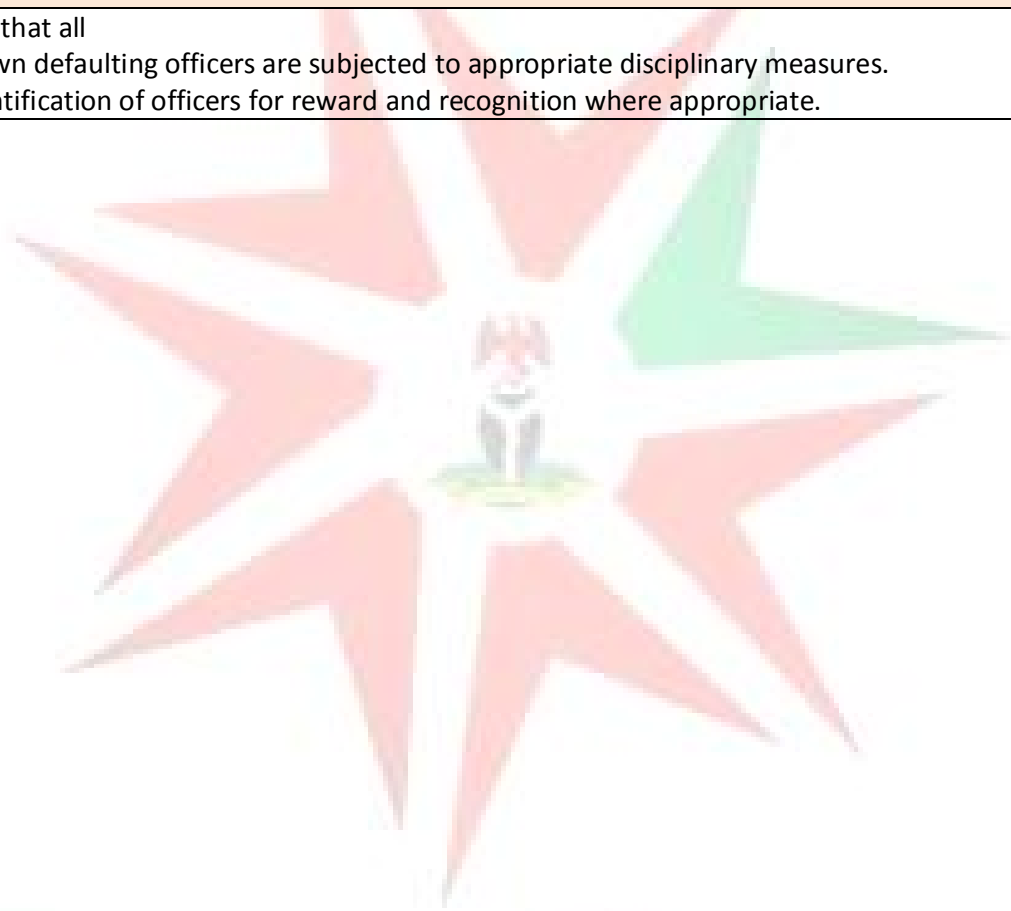 that all
wn defaulting officers are subjected to appropriate disciplinary measures.
ntification of officers for reward and recognition where appropriate.